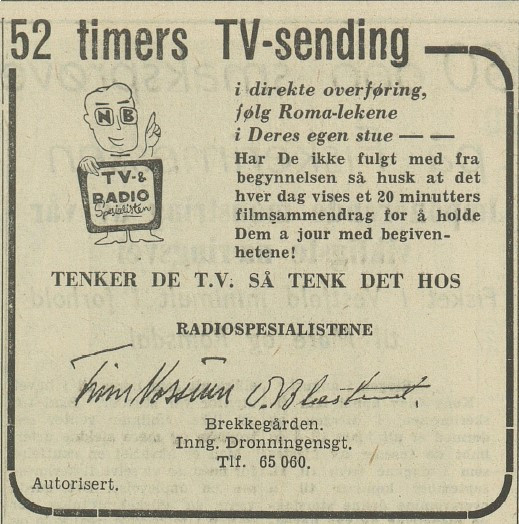 52 timers TV-sending
i direkte overføring,
følg Roma-lekene
i Deres egen stue — —
Har De ikke fulgt med fra
begynnelsen så husk at det
hver dag vises et 20 minutters
filmsammendrag for å holde
Dem a jour med begiven-
hetene!
NB
TV-&
RADIO
Spesialisten
TENKER DE T.V. SÅ TENK DET HOS
RADIOSPESIALISTENE
Brekkegården.
Inng. Dronningensgt.
Tlf. 65 060.
Autorisert.